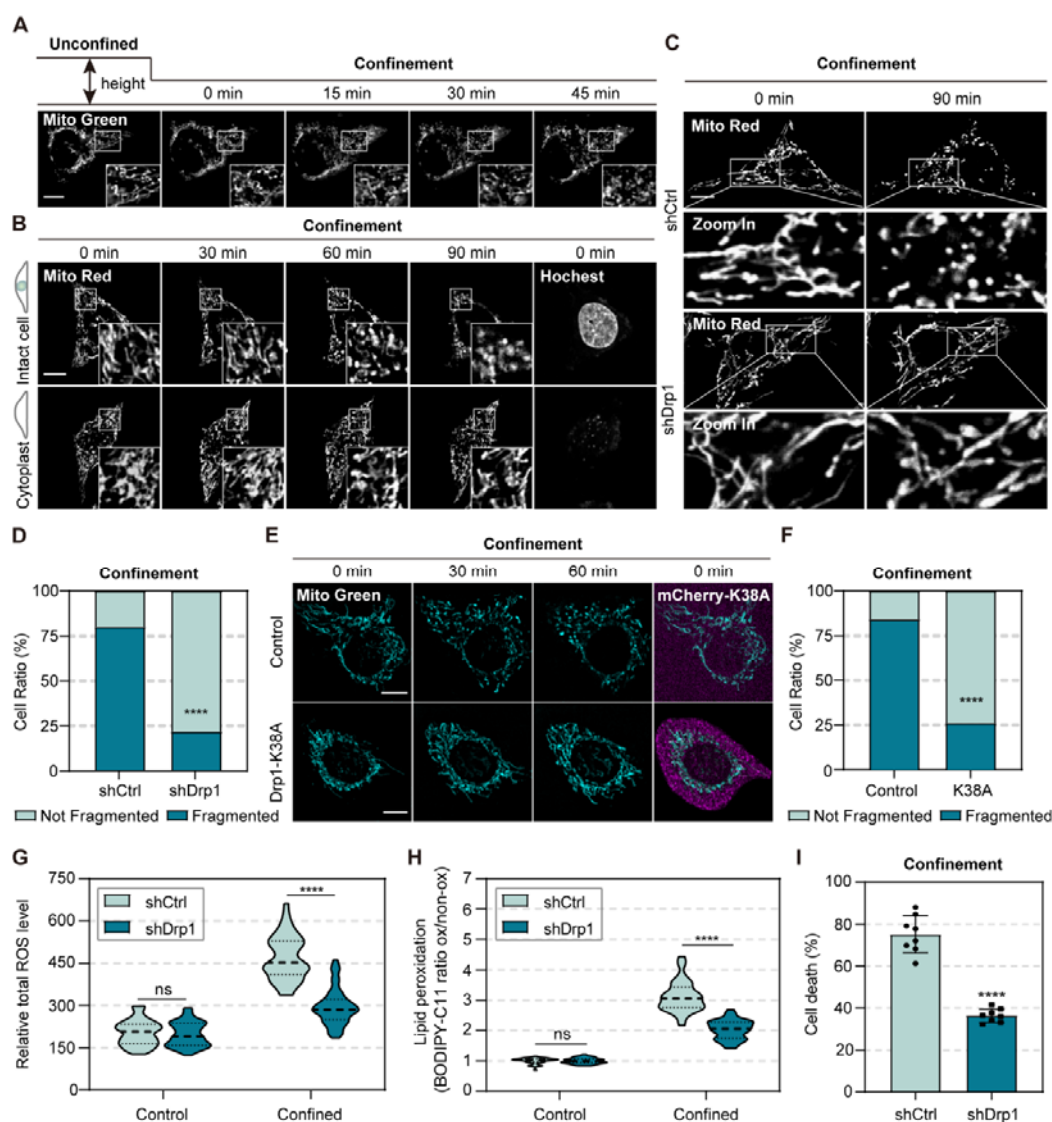 A
Unconfined
height
Confinement
0 min 15 min 30 min 45 min
Mito Green
B
Confinement
0 min 30 min 60 min 90 min 0 min
Intact cell
Mito Red
Hochest
Cytoplast
C
Confinement
0 min 90 min
shCtrl
Mito Red
Zoom In
shDrp1
Mito Red
Zoom In
D
Confinement
Cell Ratio (%)
100
75
50
25
0
****
shCtrl shDrp1
Not Fragmented Fragmented
E
Confinement
0 min 30 min 60 min 0 min
Mito Green
mCherry-K38A
Control
Drp1-K38A
F
Confinement
Cell Ratio (%)
100
75
50
25
0
****
Control K38A
Not Fragmented Fragmented
G
Relative total ROS level
750
600
450
300
150
0
shCtrl
shDrp1
ns
****
Control Confined
H
Lipid peroxidation
(BODIPY-C11 ratio ox/non-ox)
7
6
5
4
3
2
1
0
shCtrl
shDrp1
ns
****
Control Confined
I
Confinement
Cell death (%)
100
80
60
40
20
0
****
shCtrl shDrp1